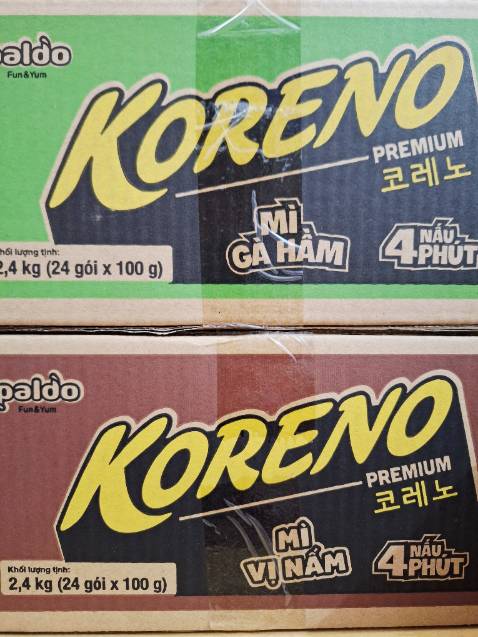 paldo
Fun&Yum
KORENO
PREMIUM
코레노
MÌ
GÀ HẦM
4 NẤU
PHÚT
Khối lượng tịnh:
2,4 kg (24 gói x 100 g)
paldo
Fun&Yum
KORENO
PREMIUM
코레노
MÌ
VỊ NẤM
4 NẤU
PHÚT
Khối lượng tịnh:
2,4 kg (24 gói x 100 g)